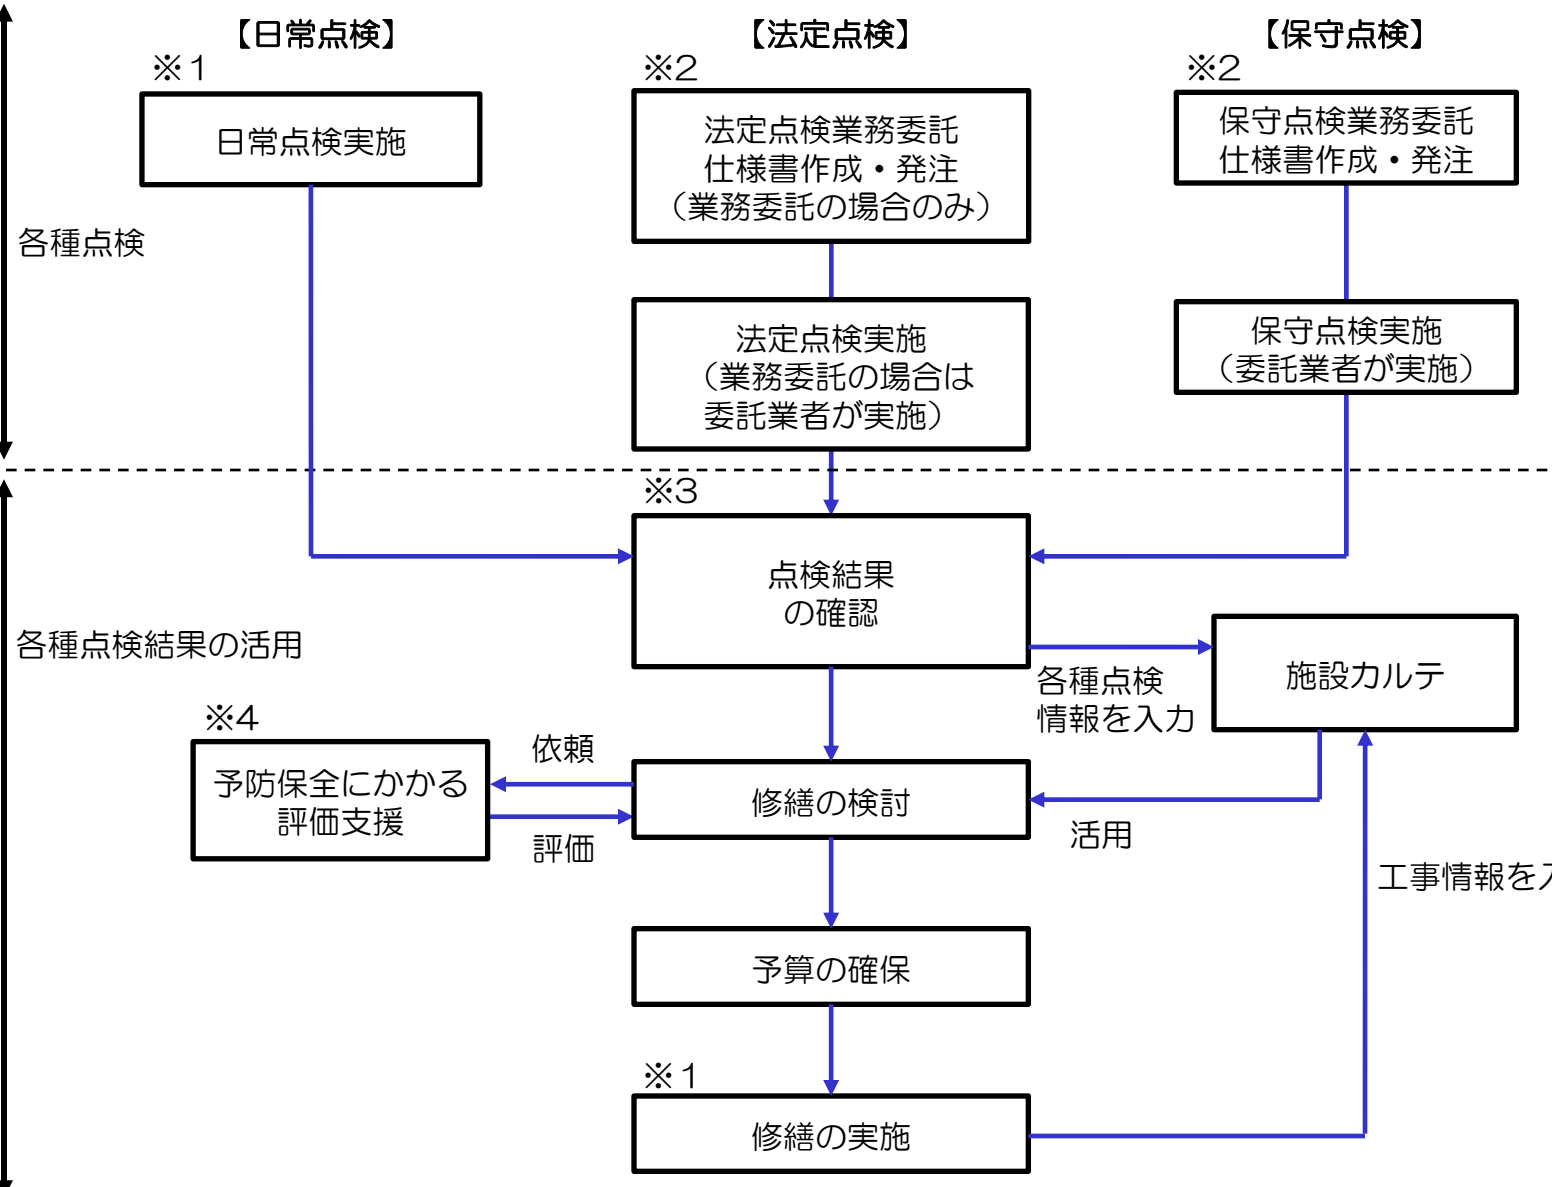 【日常点検】
【法定点検】
【保守点検】
※1
※2
※2
日常点検実施
法定点検業務委託
仕様書作成・発注
（業務委託の場合のみ）
保守点検業務委託
仕様書作成・発注
各種点検
法定点検実施
（業務委託の場合は
委託業者が実施）
保守点検実施
（委託業者が実施）
※3
点検結果
の確認
各種点検結果の活用
各種点検
情報を入力
施設カルテ
※4
予防保全にかかる
評価支援
依頼
評価
修繕の検討
活用
工事情報を
予算の確保
※1
修繕の実施